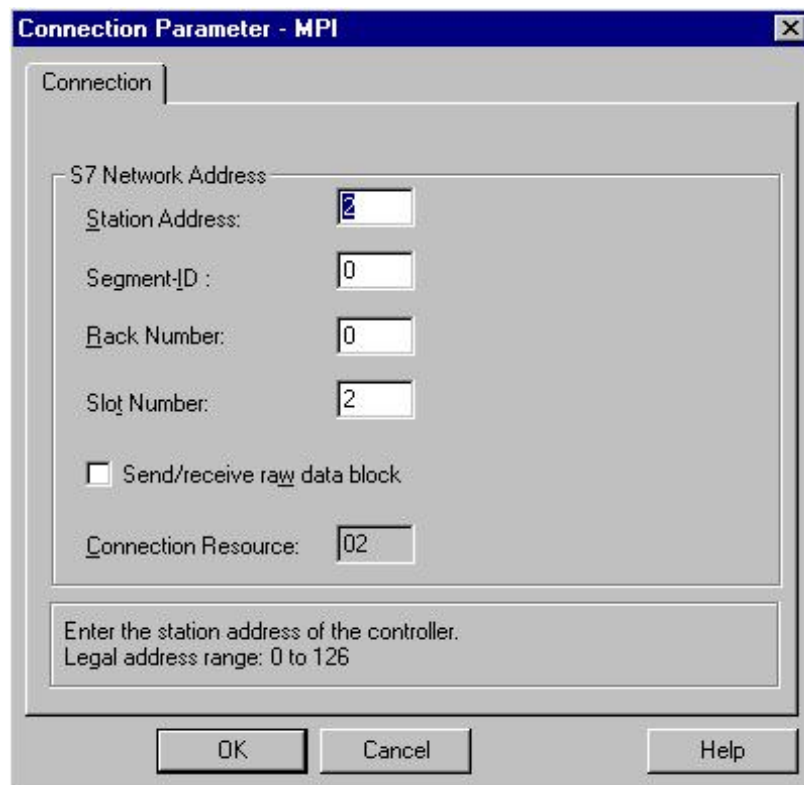 Connection Parameter - MPI
Connection
S7 Network Address
Station Address: 2
Segment-ID : 0
Rack Number: 0
Slot Number: 2
Send/receive raw data block
Connection Resource: 02
Enter the station address of the controller.
Legal address range: 0 to 126
OK Cancel Help